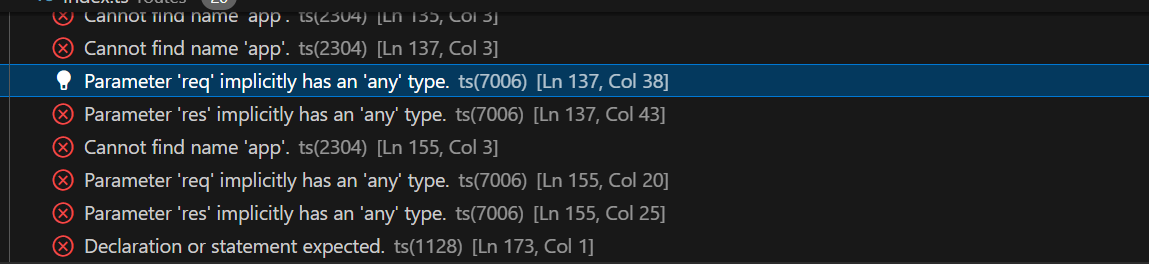 index.ts routes 20
Cannot find name 'app'. ts(2304) [Ln 135, Col 3]
Cannot find name 'app'. ts(2304) [Ln 137, Col 3]
Parameter 'req' implicitly has an 'any' type. ts(7006) [Ln 137, Col 38]
Parameter 'res' implicitly has an 'any' type. ts(7006) [Ln 137, Col 43]
Cannot find name 'app'. ts(2304) [Ln 155, Col 3]
Parameter 'req' implicitly has an 'any' type. ts(7006) [Ln 155, Col 20]
Parameter 'res' implicitly has an 'any' type. ts(7006) [Ln 155, Col 25]
Declaration or statement expected. ts(1128) [Ln 173, Col 1]